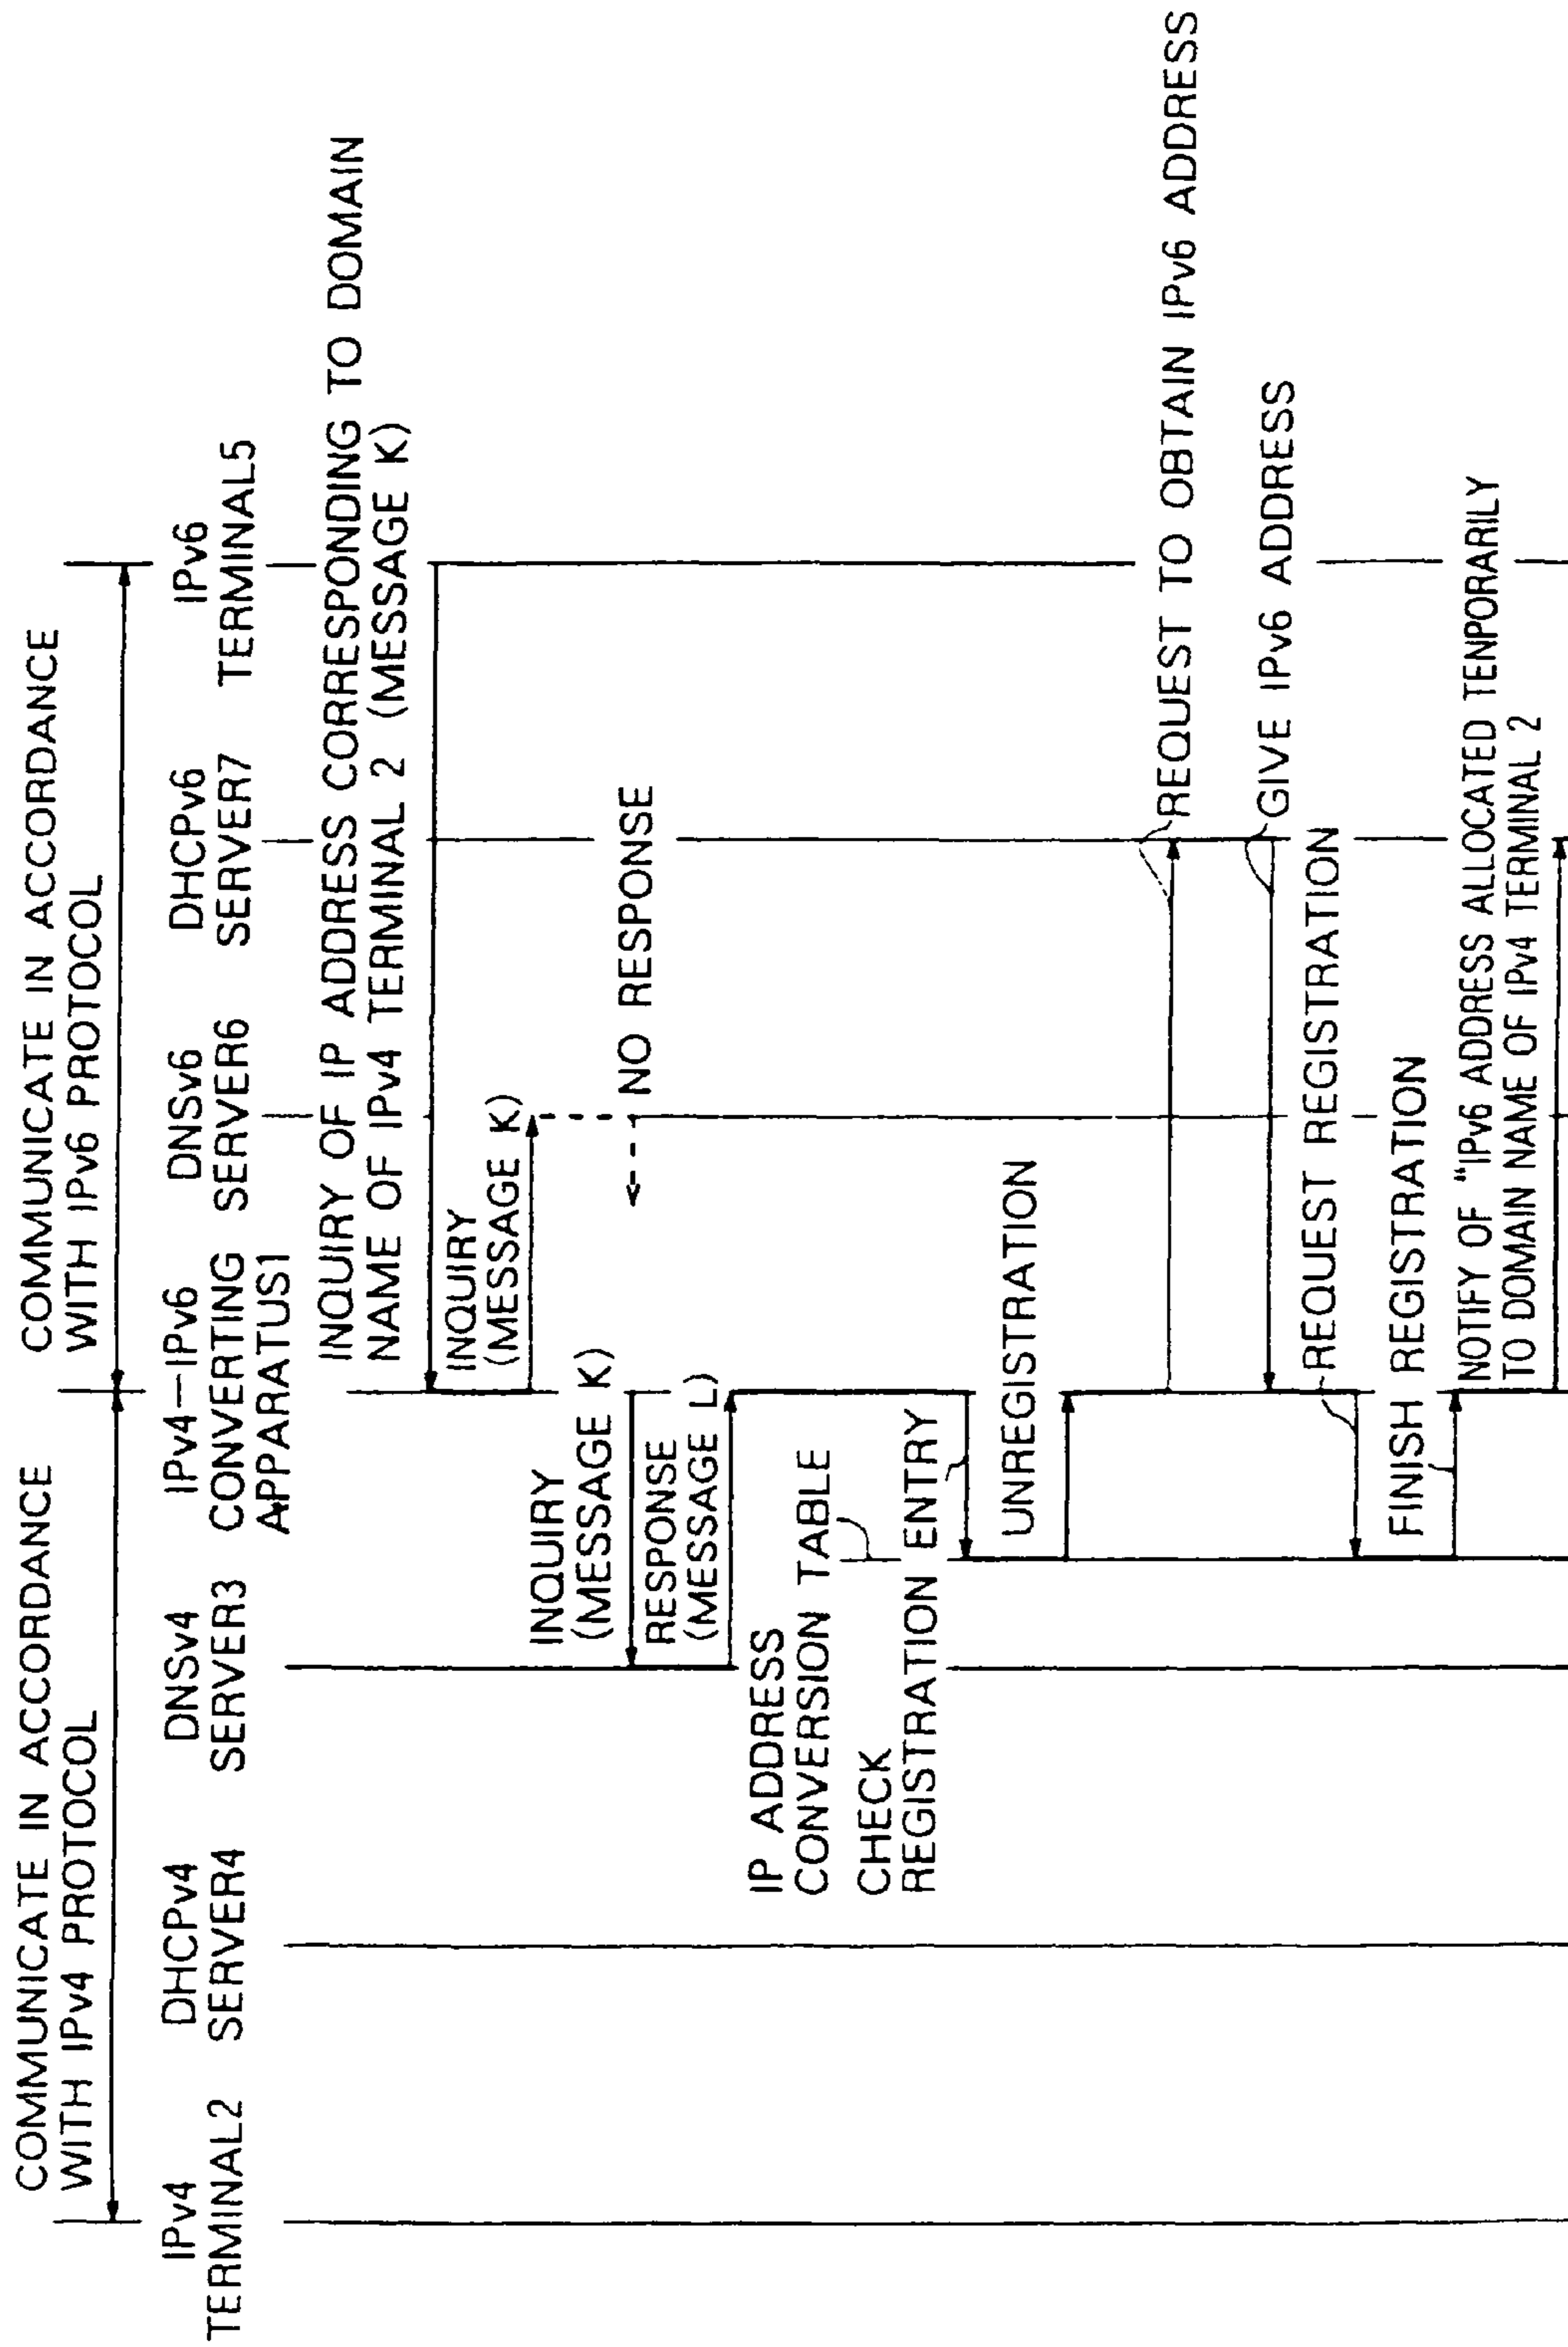 COMMUNICATE IN ACCORDANCE
WITH IPv4 PROTOCOL
COMMUNICATE IN ACCORDANCE
WITH IPv6 PROTOCOL
IPv4
TERMINAL2
DHCPv4
SERVER4
DNSv4
SERVER3
IPv4—IPv6
CONVERTING
APPARATUS1
DNSv6
SERVER6
DHCPv6
SERVER7
IPv6
TERMINAL5
INQUIRY OF IP ADDRESS CORRESPONDING TO DOMAIN
NAME OF IPv4 TERMINAL 2 (MESSAGE K)
INQUIRY
(MESSAGE K)
INQUIRY
(MESSAGE K)
NO RESPONSE
RESPONSE
(MESSAGE L)
IP ADDRESS
CONVERSION TABLE
CHECK
REGISTRATION ENTRY
UNREGISTRATION
REQUEST TO OBTAIN IPv6 ADDRESS
GIVE IPv6 ADDRESS
REQUEST REGISTRATION
FINISH REGISTRATION
NOTIFY OF "IPv6 ADDRESS ALLOCATED TENPORARILY
TO DOMAIN NAME OF IPv4 TERMINAL 2